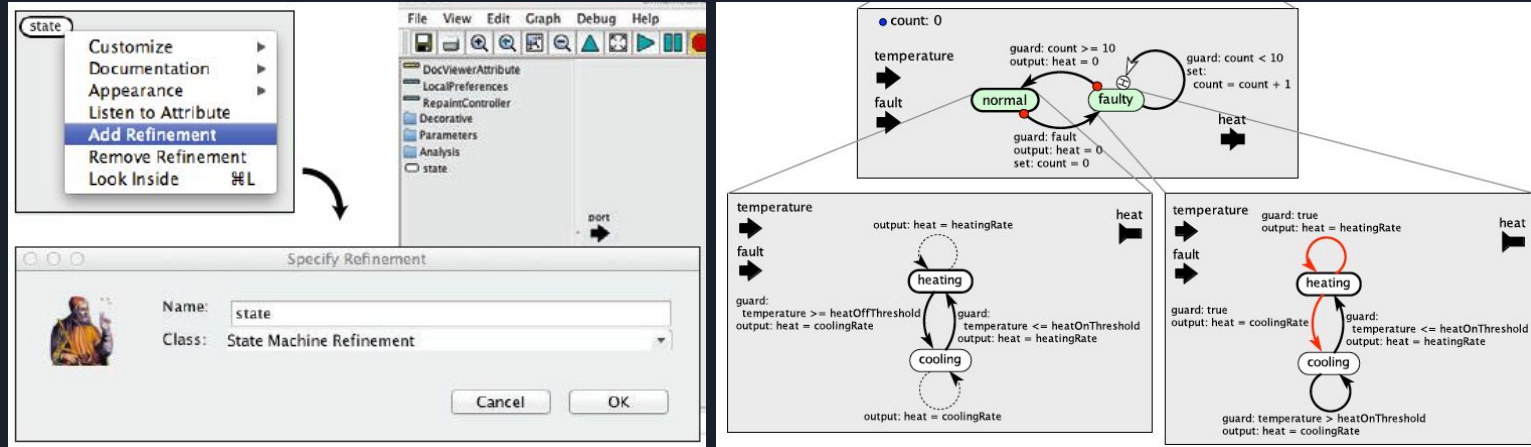 state
Customize
Documentation
Appearance
Listen to Attribute
Add Refinement
Remove Refinement
Look Inside ⌘L
File View Edit Graph Debug Help
DocViewerAttribute
LocalPreferences
RepaintController
Decorative
Parameters
Analysis
state
port
Specify Refinement
Name: state
Class: State Machine Refinement
Cancel OK
count: 0
temperature
fault
guard: count >= 10
output: heat = 0
guard: count < 10
set:
count = count + 1
normal
faulty
H
heat
guard: fault
output: heat = 0
set: count = 0
temperature
fault
heat
output: heat = heatingRate
heating
guard:
temperature >= heatOffThreshold
output: heat = coolingRate
guard:
temperature <= heatOnThreshold
output: heat = heatingRate
cooling
output: heat = coolingRate
temperature
fault
heat
guard: true
output: heat = heatingRate
heating
guard: true
output: heat = coolingRate
guard:
temperature <= heatOnThreshold
output: heat = heatingRate
cooling
guard: temperature > heatOnThreshold
output: heat = coolingRate